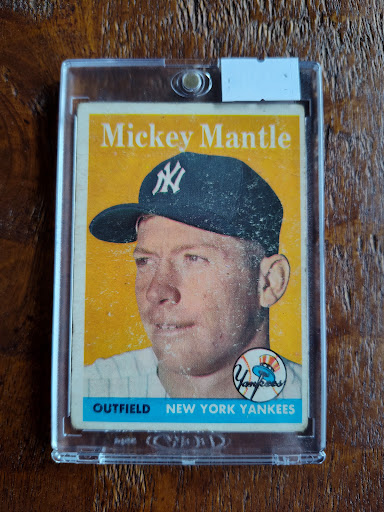 Mickey Mantle
NY
Yankees
OUTFIELD NEW YORK YANKEES